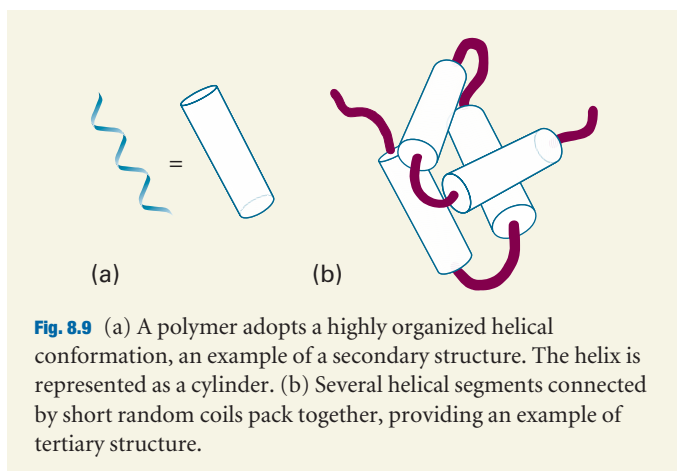 =
(a)
(b)
Fig. 8.9 (a) A polymer adopts a highly organized helical
conformation, an example of a secondary structure. The helix is
represented as a cylinder. (b) Several helical segments connected
by short random coils pack together, providing an example of
tertiary structure.